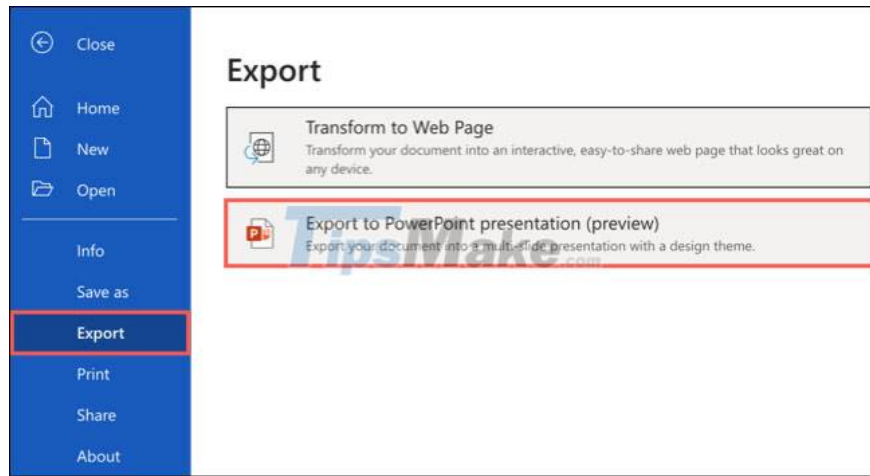 Close
Home
New
Open
Info
Save as
Export
Print
Share
About
Export
Transform to Web Page
Transform your document into an interactive, easy-to-share web page that looks great on
any device.
Export to PowerPoint presentation (preview)
Export your document into a multi-slide presentation with a design theme.
TipsMake.com